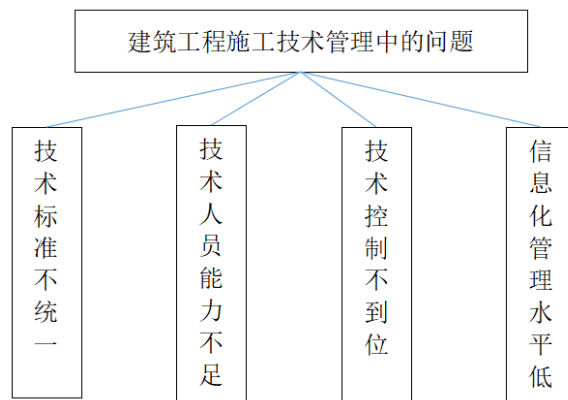 建筑工程施工技术管理中的问题
技术标准不统一
技术人员能力不足
技术控制不到位
信息化管理水平低